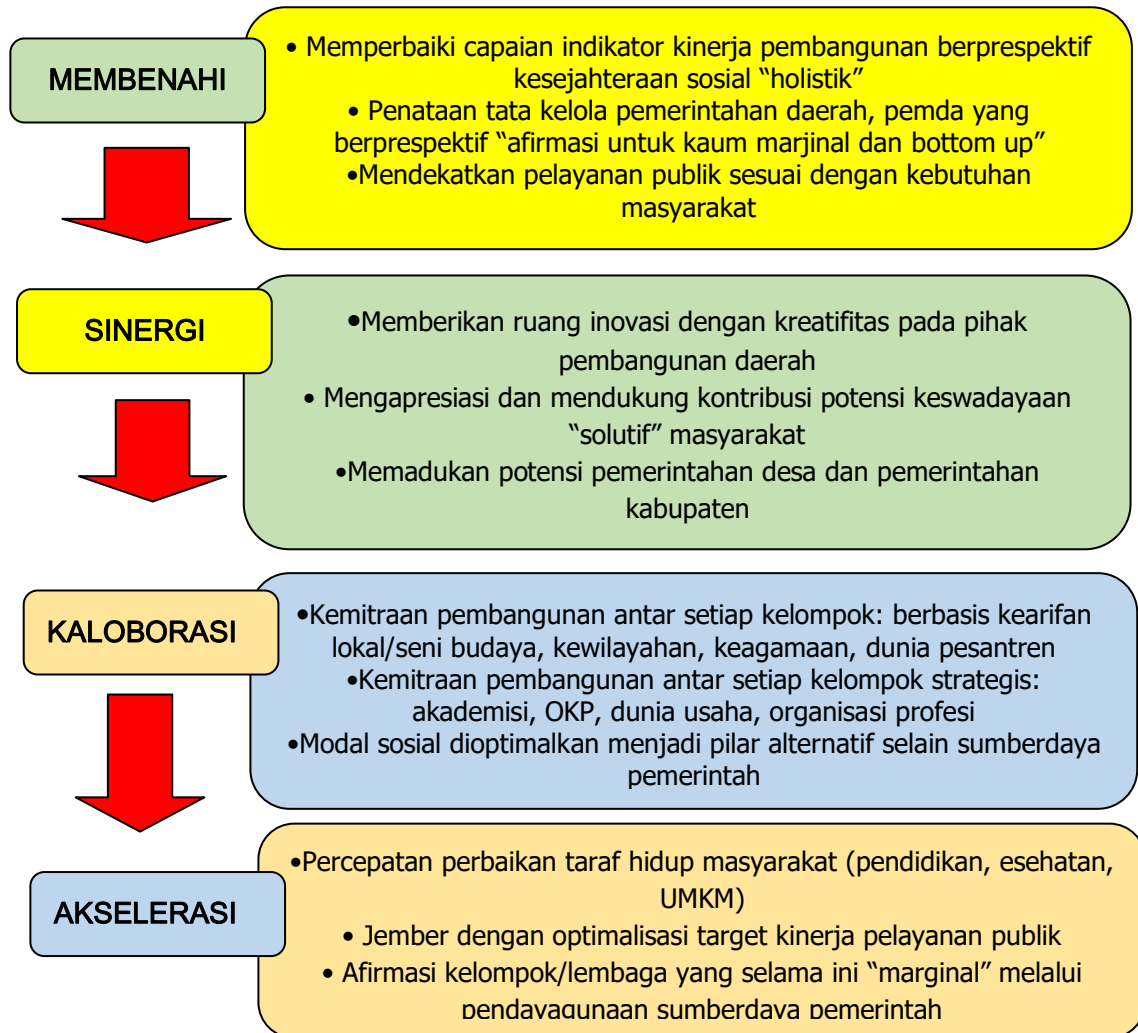 MEMBENAHI
• Memperbaiki capaian indikator kinerja pembangunan berprespektif
kesejahteraan sosial “holistik”
• Penataan tata kelola pemerintahan daerah, pemda yang
berprespektif “afirmasi untuk kaum marjinal dan bottom up”
•Mendekatkan pelayanan publik sesuai dengan kebutuhan
masyarakat
SINERGI
•Memberikan ruang inovasi dengan kreatifitas pada pihak
pembangunan daerah
• Mengapresiasi dan mendukung kontribusi potensi keswadayaan
“solutif” masyarakat
•Memadukan potensi pemerintahan desa dan pemerintahan
kabupaten
KALOBORASI
•Kemitraan pembangunan antar setiap kelompok: berbasis kearifan
lokal/seni budaya, kewilayahan, keagamaan, dunia pesantren
•Kemitraan pembangunan antar setiap kelompok strategis:
akademisi, OKP, dunia usaha, organisasi profesi
•Modal sosial dioptimalkan menjadi pilar alternatif selain sumberdaya
pemerintah
AKSELERASI
•Percepatan perbaikan taraf hidup masyarakat (pendidikan, esehatan,
UMKM)
• Jember dengan optimalisasi target kinerja pelayanan publik
• Afirmasi kelompok/lembaga yang selama ini “marginal” melalui
pendayagunaan sumberdaya pemerintah